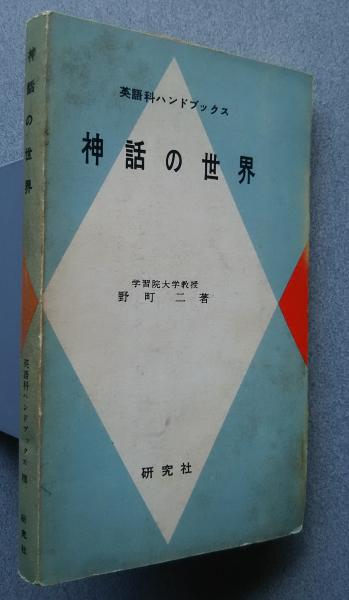 英語科ハンドブックス
神話の世界
学習院大学教授
野町二著
研究社
神話の世界
英語科ハンドブックス
研究社